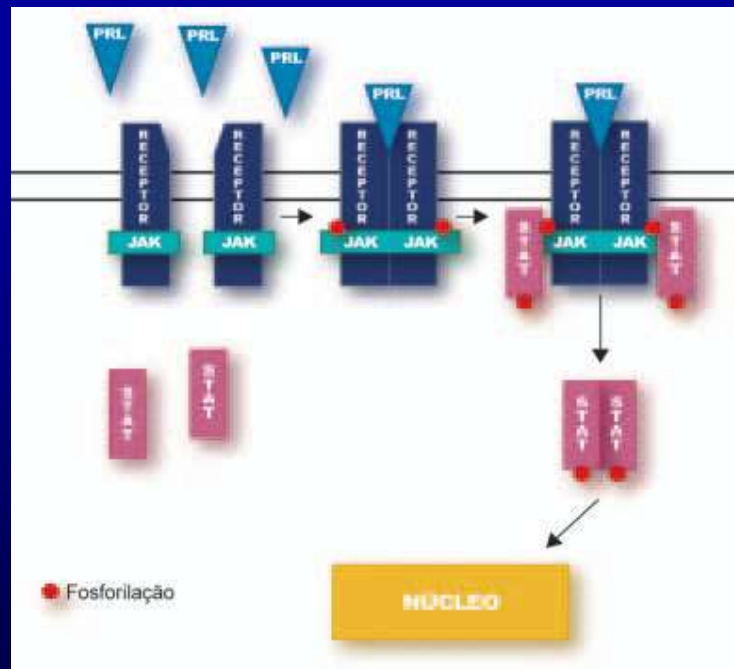 PRL
PRL
PRL
PRL
PRL
RECEPTOR
RECEPTOR
RECEPTOR
RECEPTOR
RECEPTOR
RECEPTOR
JAK
JAK
JAK
JAK
JAK
JAK
STAT
STAT
STAT
STAT
STAT
STAT
Fosforilação
NÚCLEO